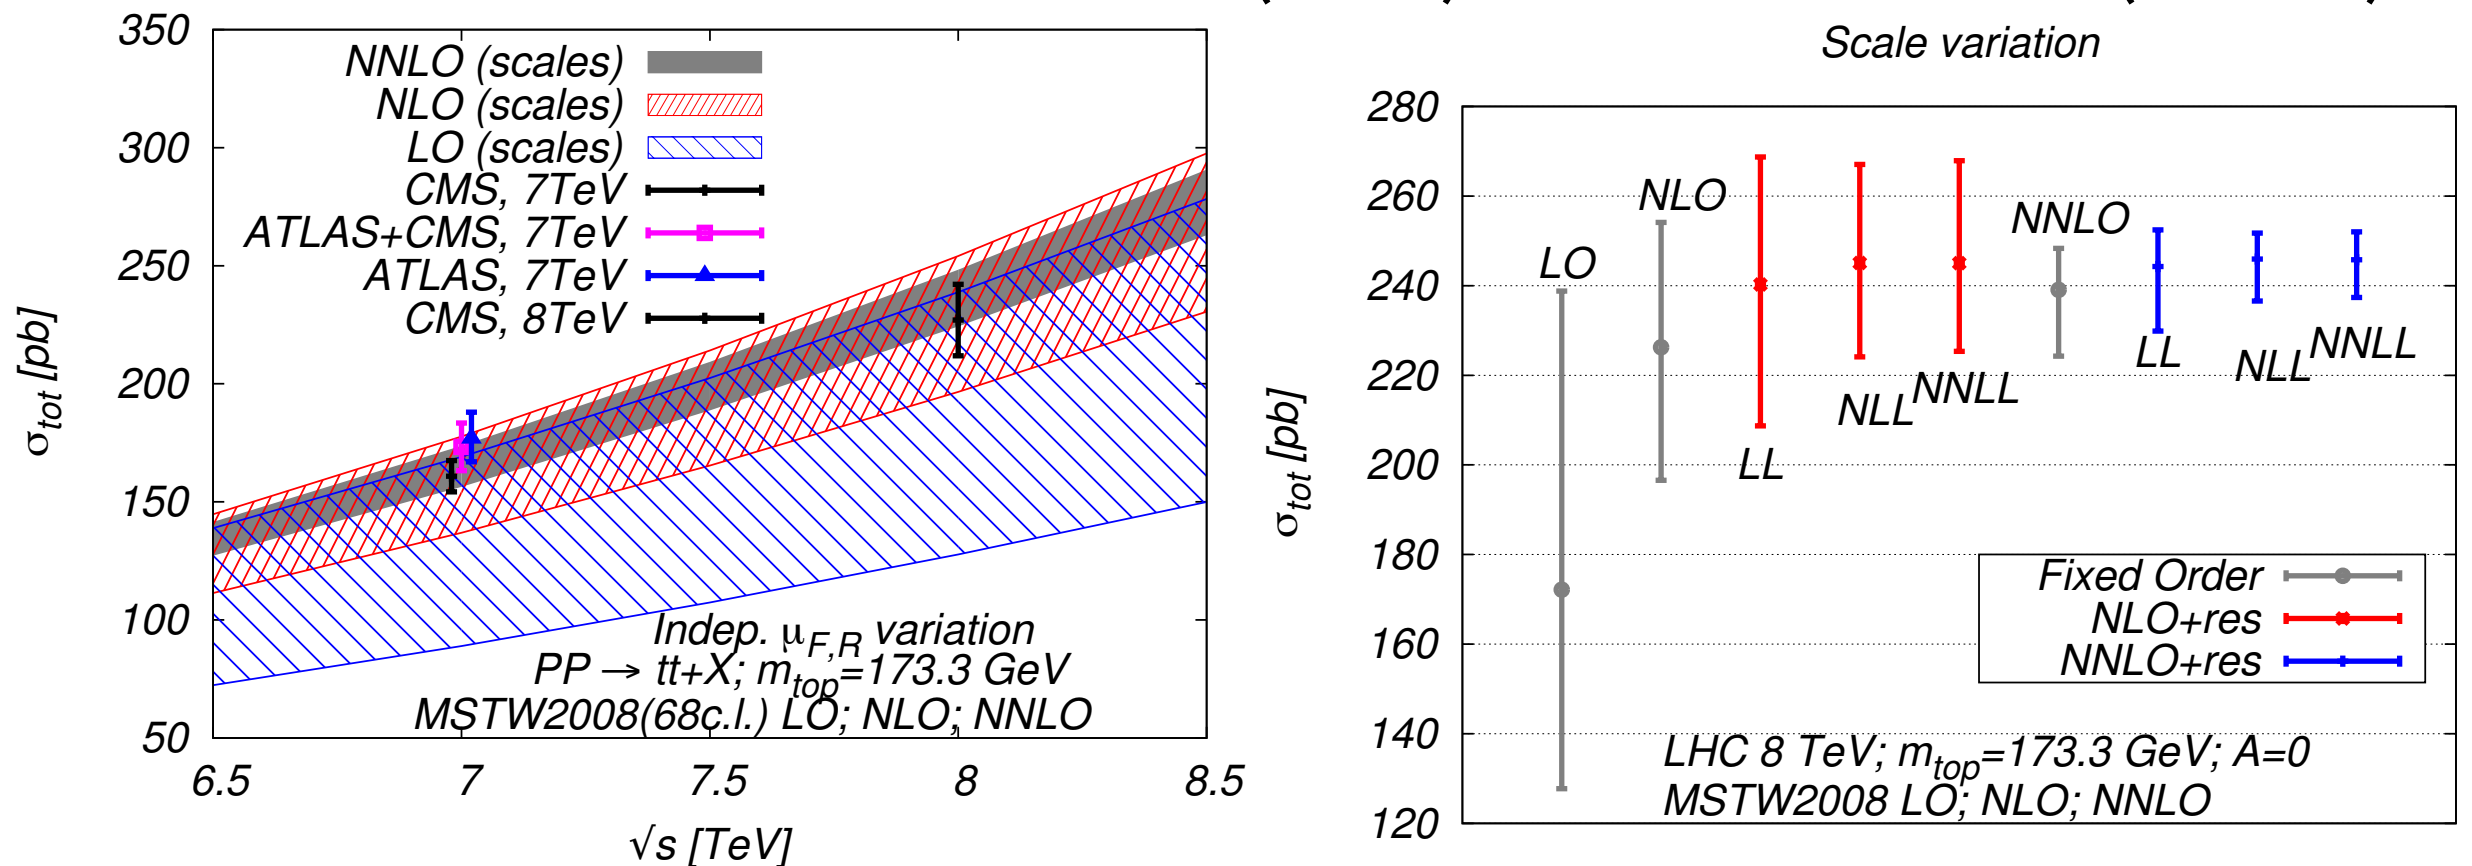 350
300
250
200
150
100
50
σtot [pb]
NNLO (scales)
NLO (scales)
LO (scales)
CMS, 7TeV
ATLAS+CMS, 7TeV
ATLAS, 7TeV
CMS, 8TeV
Indep. μF,R variation
PP → tt+X; mtop=173.3 GeV
MSTW2008(68c.l.) LO; NLO; NNLO
6.5 7 7.5 8 8.5
√s [TeV]
Scale variation
280
260
240
220
200
180
160
140
120
σtot [pb]
LO
NLO
LL
NLL
NNLL
NNLO
LL
NLL
NNLL
Fixed Order
NLO+res
NNLO+res
LHC 8 TeV; mtop=173.3 GeV; A=0
MSTW2008 LO; NLO; NNLO